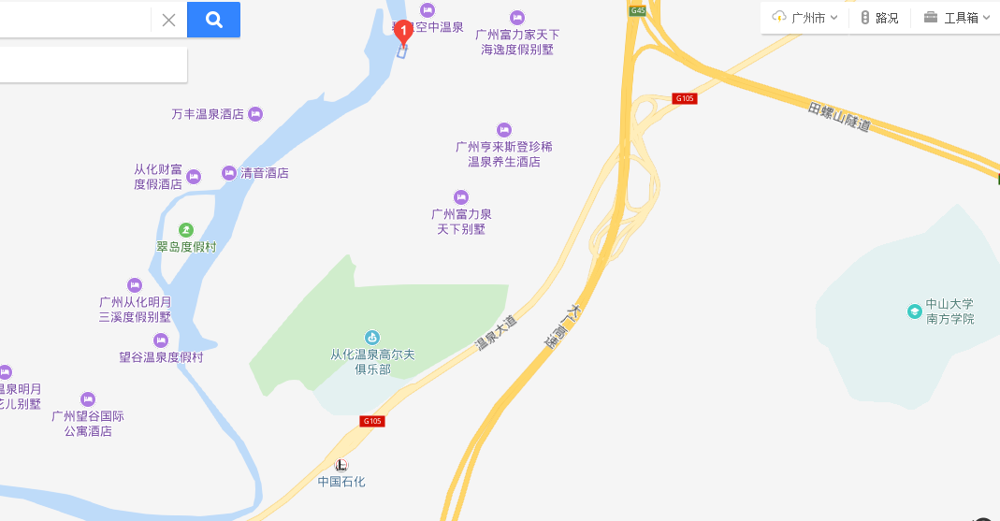 1
空中温泉
广州富力家天下
海逸度假别墅
G45
广州市
路况
工具箱
万丰温泉酒店
G105
田螺山隧道
广州亨来斯登珍稀
温泉养生酒店
从化财富
度假酒店
清音酒店
广州富力泉
天下别墅
翠岛度假村
广州从化明月
三溪度假别墅
中山大学
南方学院
大广高速
温泉大道
望谷温泉度假村
从化温泉高尔夫
俱乐部
温泉明月
花儿别墅
广州望谷国际
公寓酒店
G105
中国石化